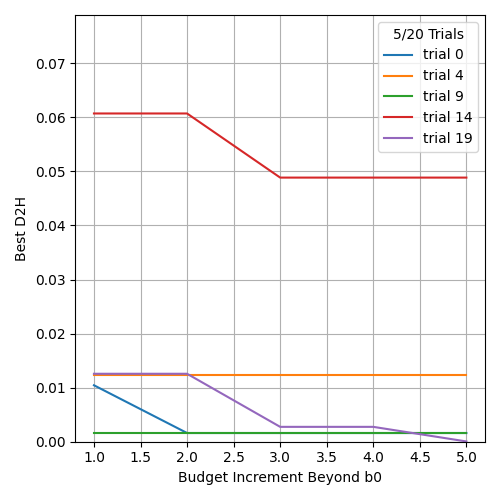 5/20 Trials
trial 0
trial 4
trial 9
trial 14
trial 19
Best D2H
0.07
0.06
0.05
0.04
0.03
0.02
0.01
0.00
1.0 1.5 2.0 2.5 3.0 3.5 4.0 4.5 5.0
Budget Increment Beyond b0